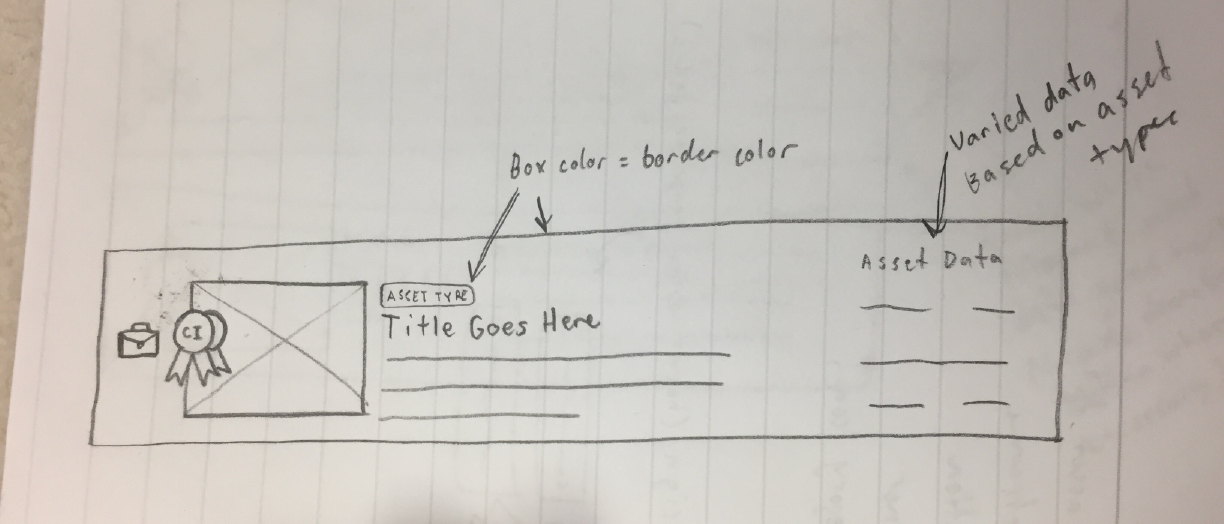 Box color = border color
Varied data
Based on asset
type
Asset Data
ASSET TYPE
CI
Title Goes Here